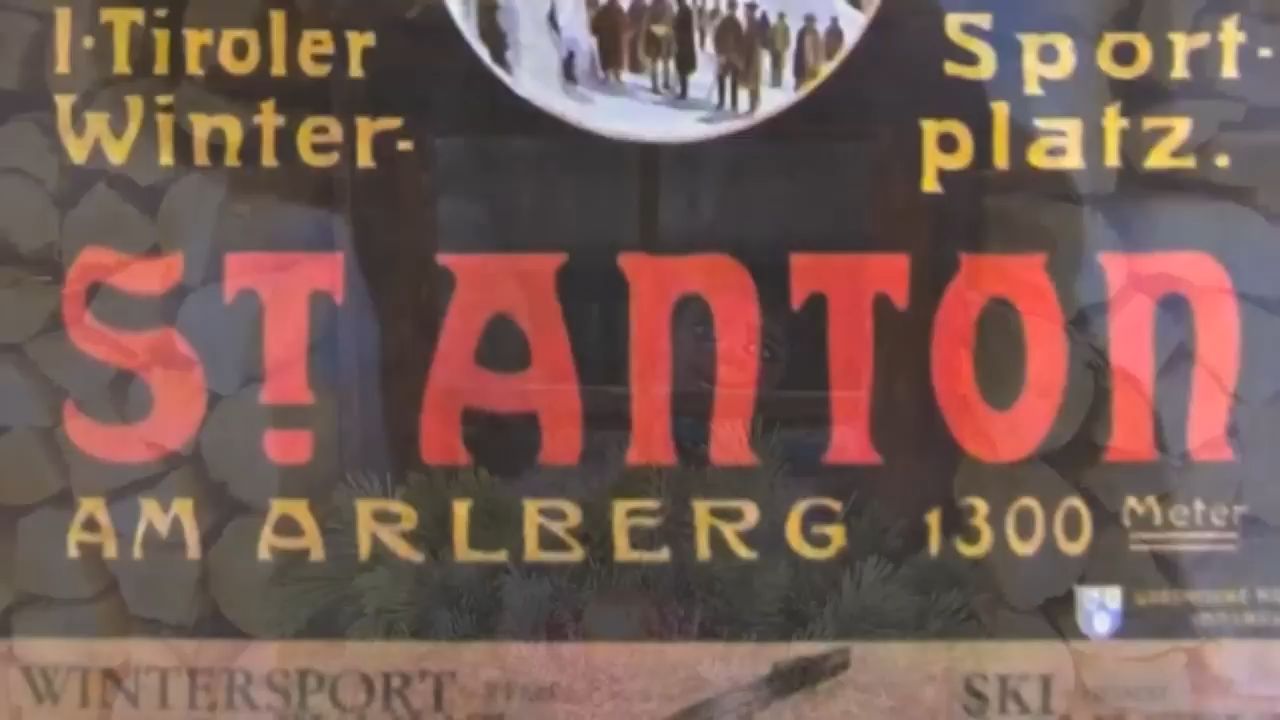 I·Tiroler
Winter-
Sport-
platz.
ST ANTON
AM ARLBERG 1300 Meter
WINTERSPORT
SKI